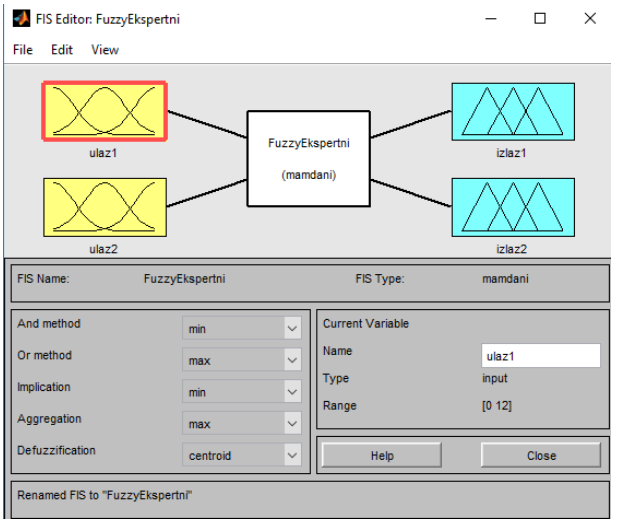 FIS Editor: FuzzyEkspertni
File Edit View
ulaz1
ulaz2
FuzzyEkspertni
(mamdani)
izlaz1
izlaz2
FIS Name: FuzzyEkspertni FIS Type: mamdani
And method min
Or method max
Implication min
Aggregation max
Defuzzification centroid
Current Variable
Name ulaz1
Type input
Range [0 12]
Help Close
Renamed FIS to "FuzzyEkspertni"